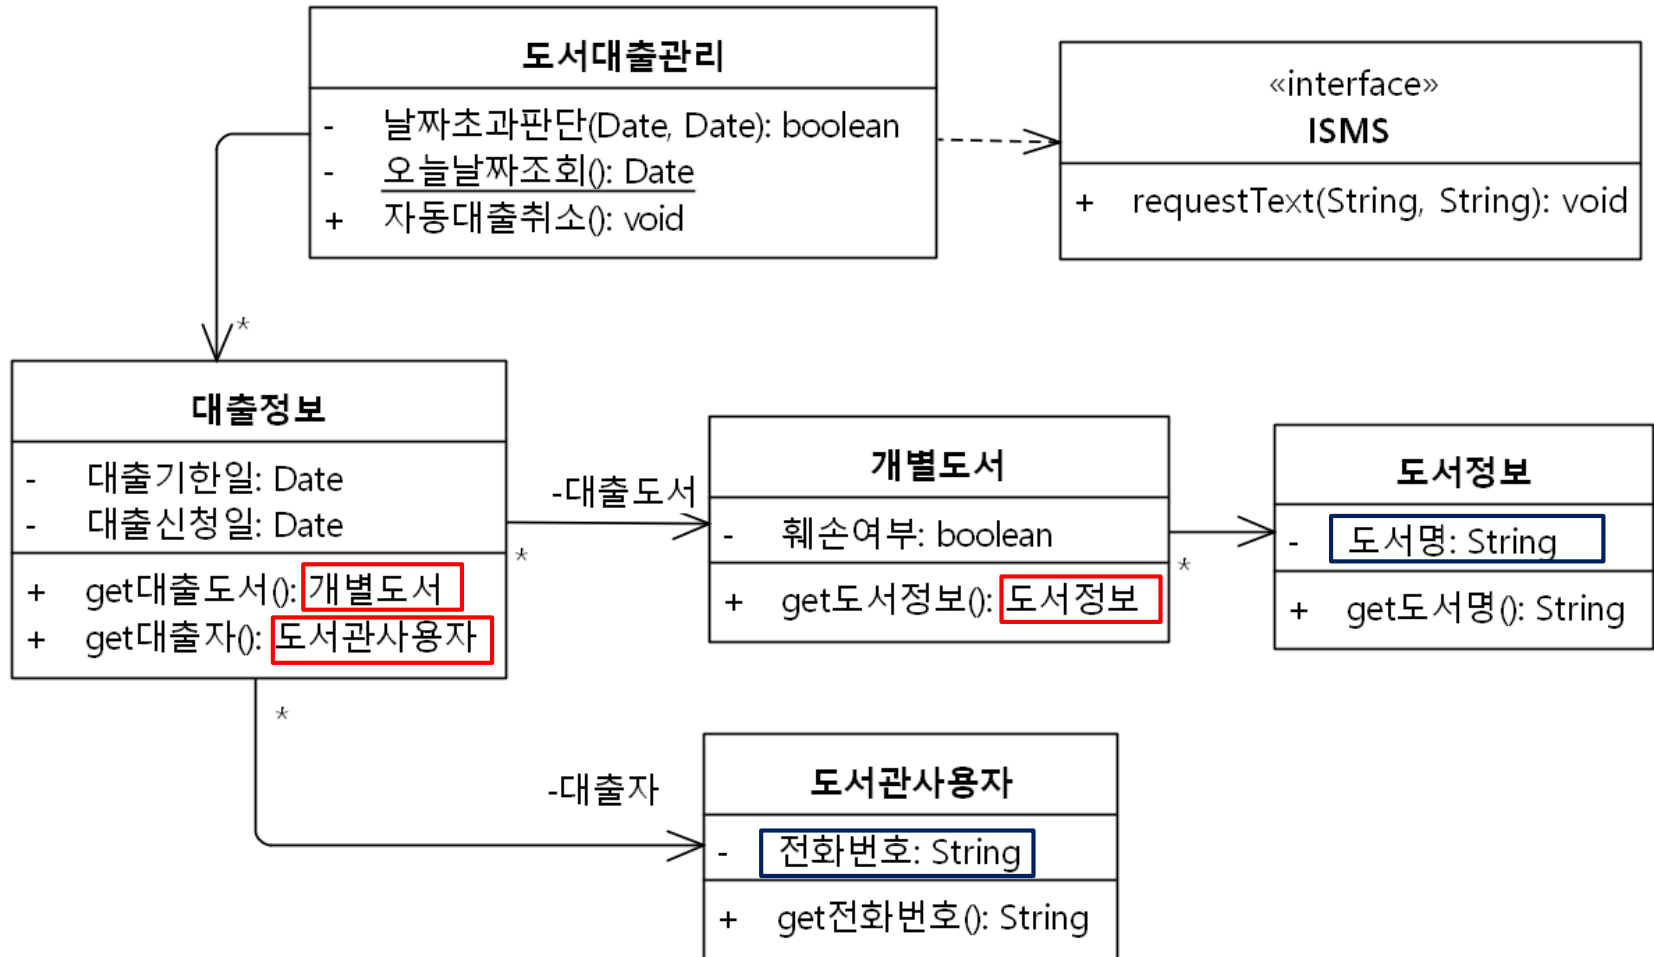 도서대출관리
- 날짜초과판단(Date, Date): boolean
- 오늘날짜조회(): Date
+ 자동대출취소(): void
«interface»
ISMS
+ requestText(String, String): void
*
대출정보
- 대출기한일: Date
- 대출신청일: Date
+ get대출도서(): 개별도서
+ get대출자(): 도서관사용자
-대출도서
*
개별도서
- 훼손여부: boolean
+ get도서정보(): 도서정보
*
도서정보
- 도서명: String
+ get도서명(): String
*
-대출자
도서관사용자
- 전화번호: String
+ get전화번호(): String